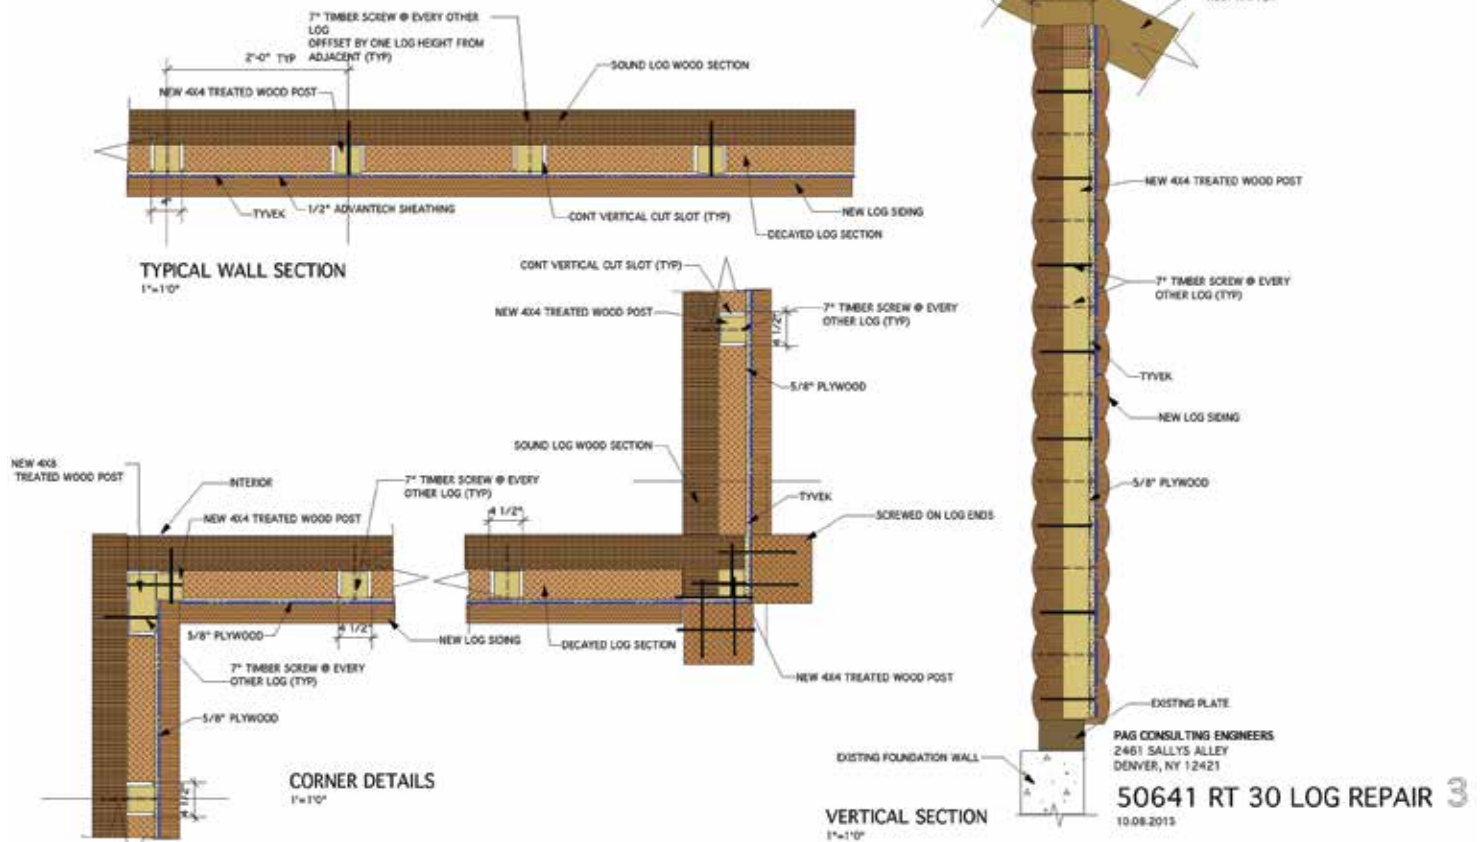 7" TIMBER SCREW @ EVERY OTHER
LOG
OPFFSET BY ONE LOG HEIGHT FROM
ADJACENT (TYP)
2'-0" TYP
SOUND LOG WOOD SECTION
NEW 4X4 TREATED WOOD POST
4"
TYVEK
1/2" ADVANTECH SHEATHING
CONT VERTICAL CUT SLOT (TYP)
NEW LOG SIDING
DECAYED LOG SECTION
TYPICAL WALL SECTION
1"=1'0"
CONT VERTICAL CUT SLOT (TYP)
NEW 4X4 TREATED WOOD POST
7" TIMBER SCREW @ EVERY
OTHER LOG (TYP)
4 1/2"
5/8" PLYWOOD
SOUND LOG WOOD SECTION
NEW 4X8
TREATED WOOD POST
INTERIOR
7" TIMBER SCREW @ EVERY
OTHER LOG (TYP)
NEW 4X4 TREATED WOOD POST
4 1/2"
TYVEK
SCREWED ON LOG ENDS
5/8" PLYWOOD
4 1/2"
NEW LOG SIDING
DECAYED LOG SECTION
7" TIMBER SCREW @ EVERY
OTHER LOG (TYP)
NEW 4X4 TREATED WOOD POST
5/8" PLYWOOD
4 1/2"
CORNER DETAILS
1"=1'0"
NEW 4X4 TREATED WOOD POST
7" TIMBER SCREW @ EVERY
OTHER LOG (TYP)
TYVEK
NEW LOG SIDING
5/8" PLYWOOD
EXISTING PLATE
EXISTING FOUNDATION WALL
VERTICAL SECTION
1"=1'0"
PAG CONSULTING ENGINEERS
2461 SALLYS ALLEY
DENVER, NY 12421
50641 RT 30 LOG REPAIR 3
10.08.2015